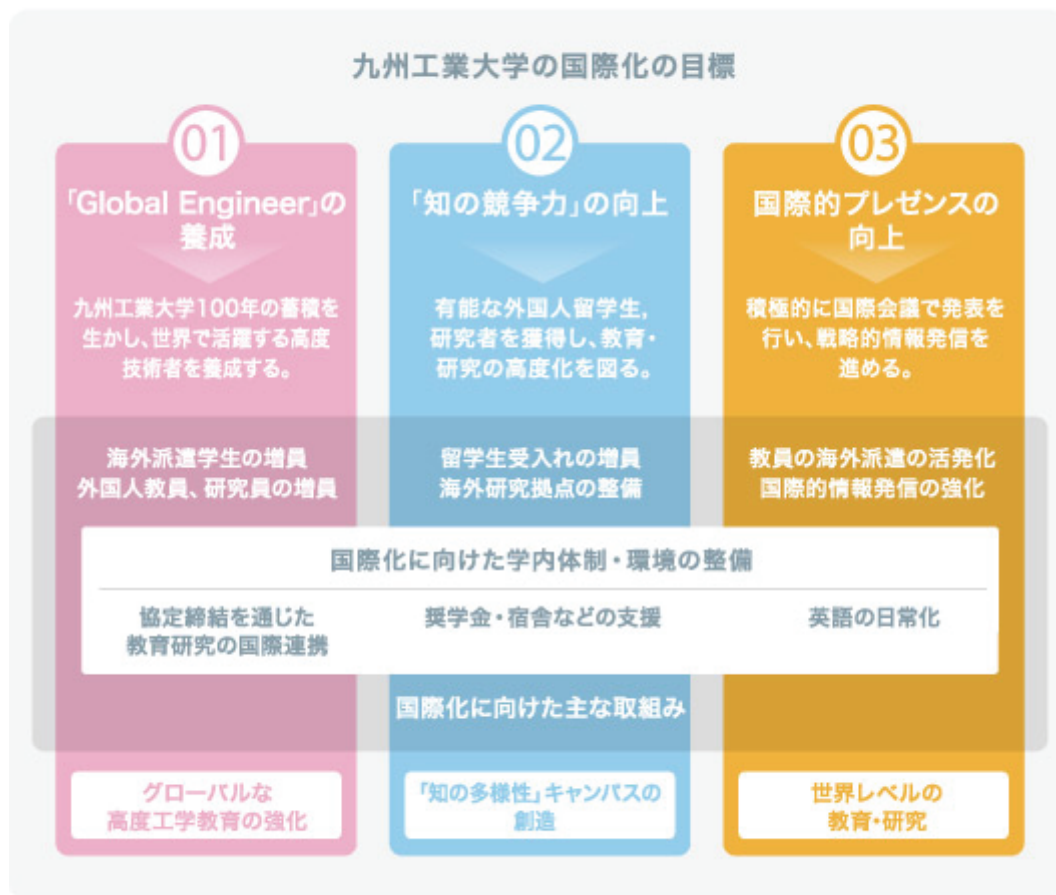 九州工業大学の国際化の目標
01
「Global Engineer」の
養成
九州工業大学100年の蓄積を
生かし、世界で活躍する高度
技術者を養成する。
02
「知の競争力」の向上
有能な外国人留学生,
研究者を獲得し、教育・
研究の高度化を図る。
03
国際的プレゼンスの
向上
積極的に国際会議で発表を
行い、戦略的情報発信を
進める。
海外派遣学生の増員
外国人教員、研究員の増員
留学生受入れの増員
海外研究拠点の整備
教員の海外派遣の活発化
国際的情報発信の強化
国際化に向けた学内体制・環境の整備
協定締結を通じた
教育研究の国際連携
奨学金・宿舎などの支援
英語の日常化
国際化に向けた主な取組み
グローバルな
高度工学教育の強化
「知の多様性」キャンパスの
創造
世界レベルの
教育・研究